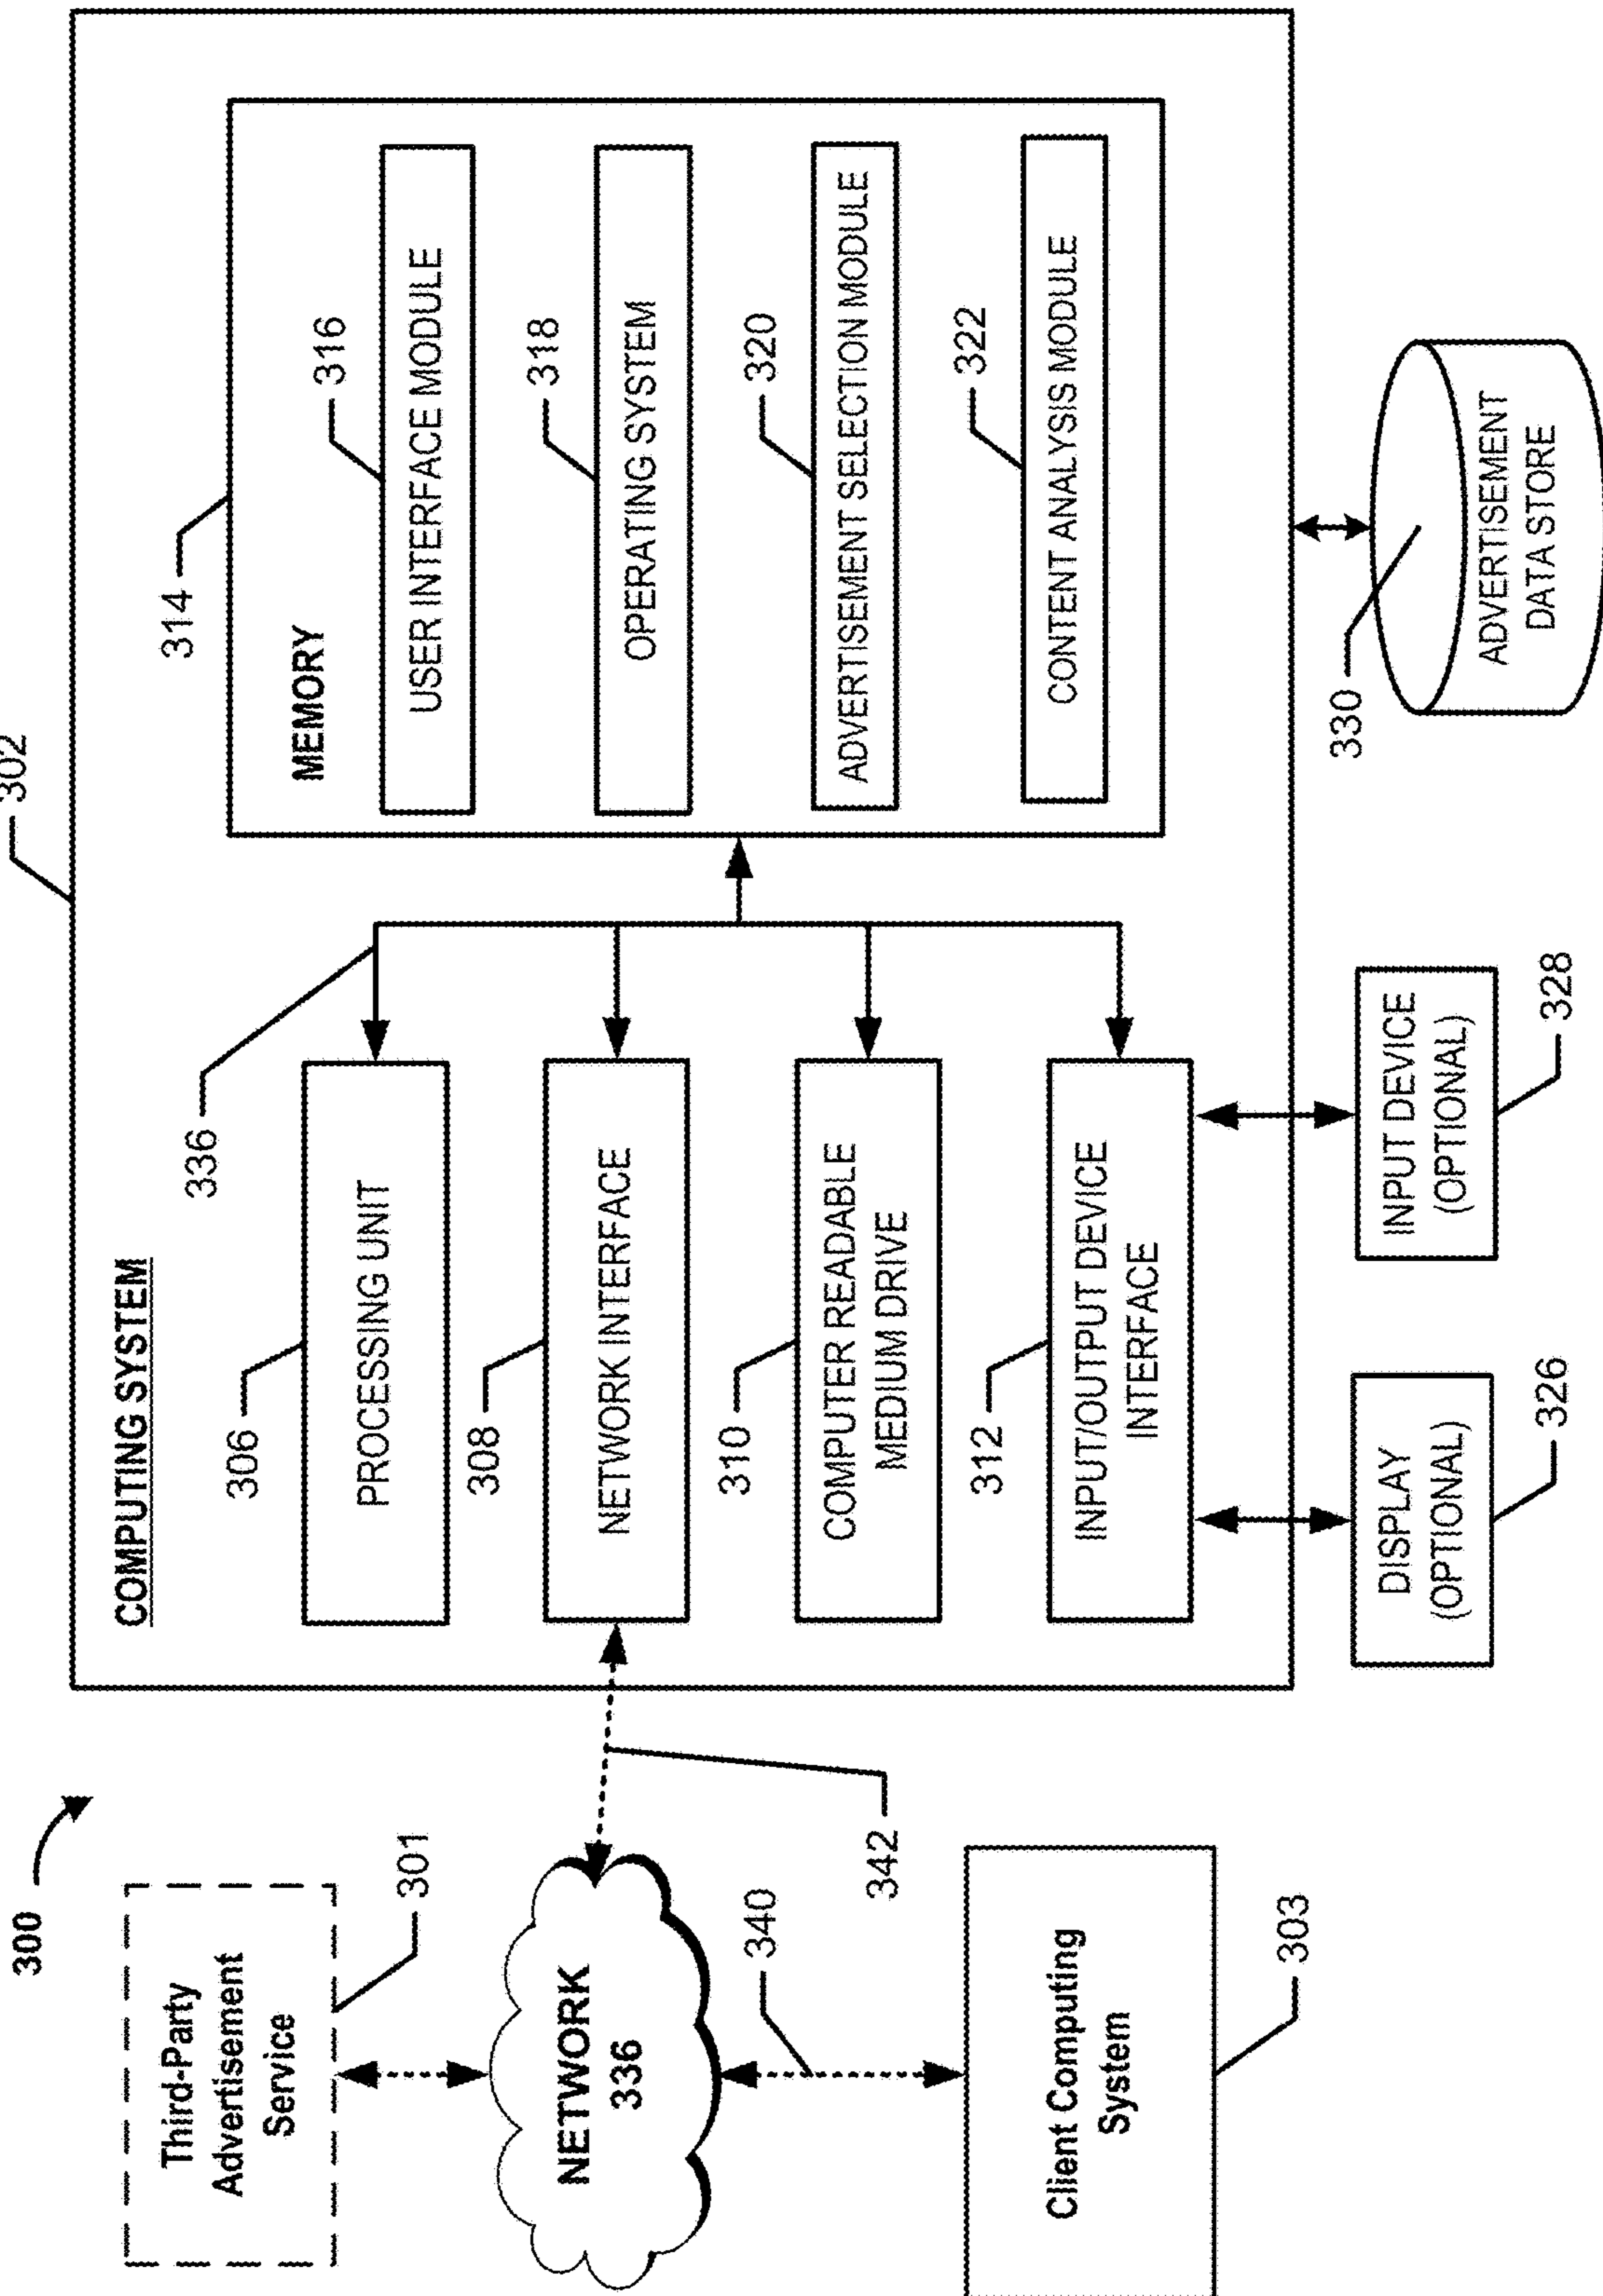 300
Third-Party
Advertisement
Service
301
NETWORK
336
342
340
Client Computing
System
303
302
COMPUTING SYSTEM
336
306
PROCESSING UNIT
308
NETWORK INTERFACE
310
COMPUTER READABLE
MEDIUM DRIVE
312
INPUT/OUTPUT DEVICE
INTERFACE
314
MEMORY
316
USER INTERFACE MODULE
318
OPERATING SYSTEM
320
ADVERTISEMENT SELECTION MODULE
322
CONTENT ANALYSIS MODULE
DISPLAY
(OPTIONAL)
326
INPUT DEVICE
(OPTIONAL)
328
330
ADVERTISEMENT
DATA STORE